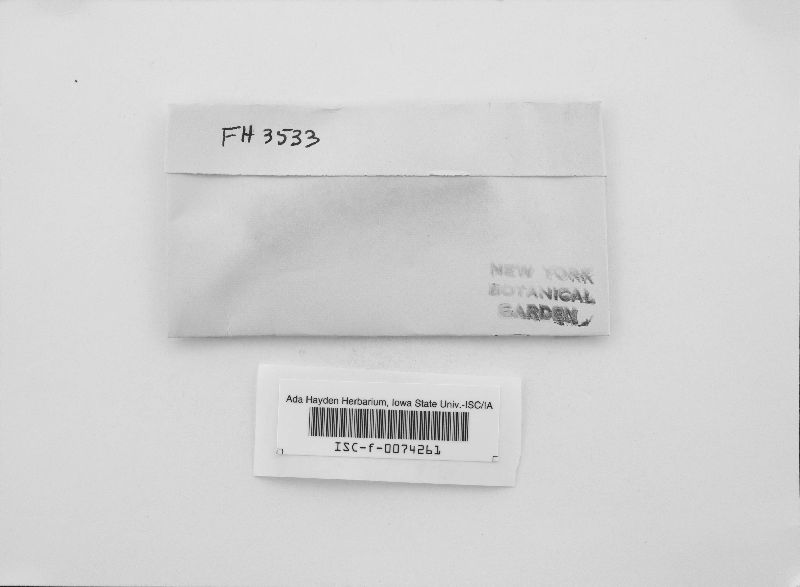 FH 3533
NEW YORK
BOTANICAL
GARDEN
Ada Hayden Herbarium, Iowa State Univ.-ISC/IA
ISC-f-0074261